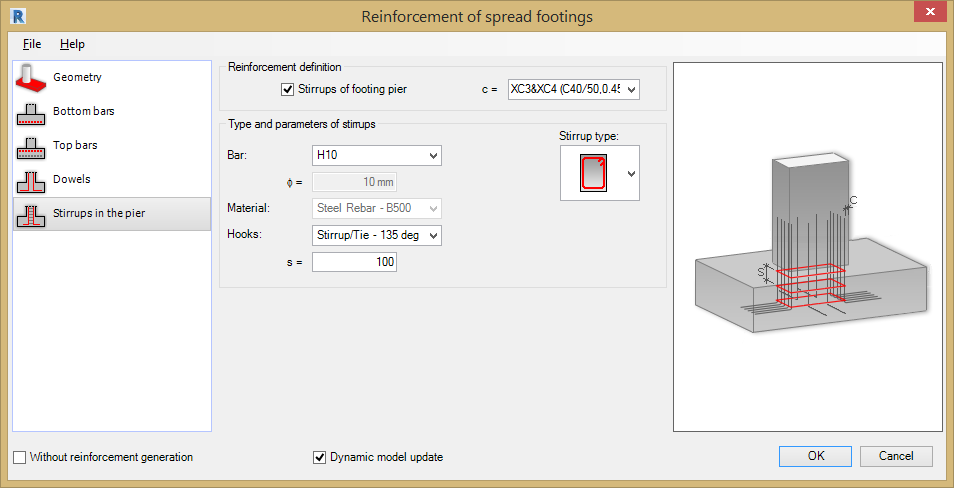 R
Reinforcement of spread footings
File Help
Geometry
Bottom bars
Top bars
Dowels
Stirrups in the pier
Reinforcement definition
Stirrups of footing pier
c = XC3&XC4 (C40/50,0.45
Type and parameters of stirrups
Bar: H10
ϕ = 10 mm
Material: Steel Rebar - B500
Hooks: Stirrup/Tie - 135 deg
s = 100
Stirrup type:
C
S
Without reinforcement generation
Dynamic model update
OK Cancel